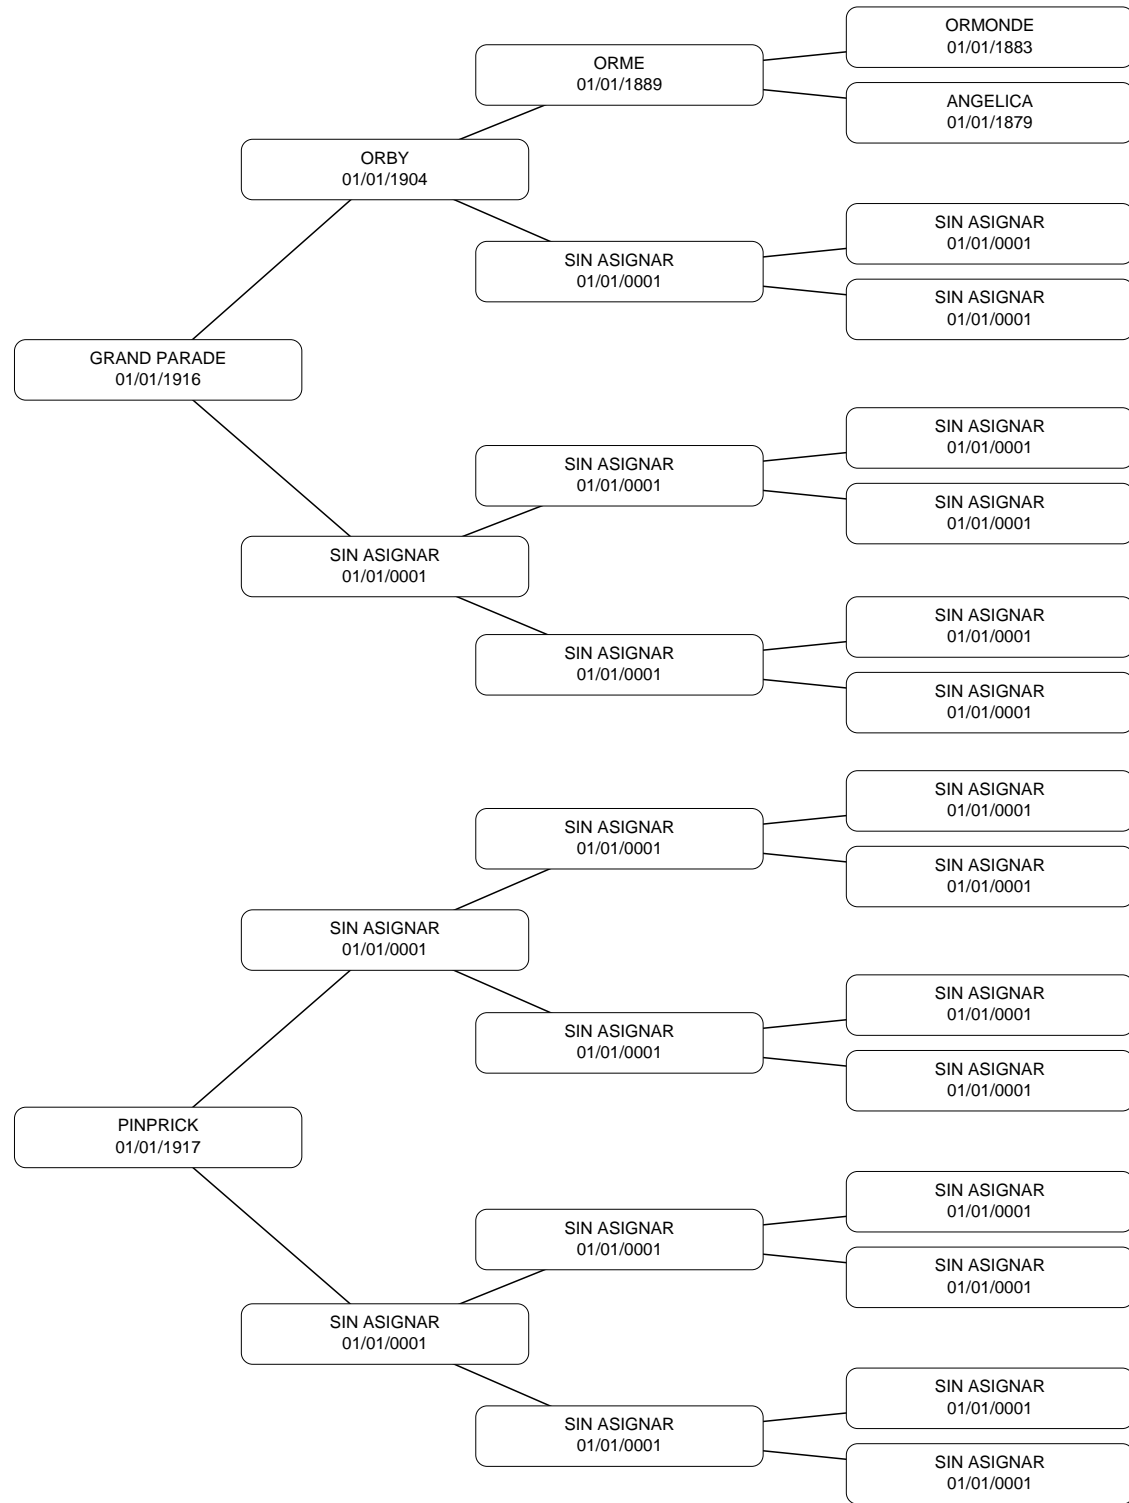 ORMONDE
01/01/1883
ORME
01/01/1889
ANGELICA
01/01/1879
ORBY
01/01/1904
SIN ASIGNAR
01/01/0001
SIN ASIGNAR
01/01/0001
SIN ASIGNAR
01/01/0001
GRAND PARADE
01/01/1916
SIN ASIGNAR
01/01/0001
SIN ASIGNAR
01/01/0001
SIN ASIGNAR
01/01/0001
SIN ASIGNAR
01/01/0001
SIN ASIGNAR
01/01/0001
SIN ASIGNAR
01/01/0001
SIN ASIGNAR
01/01/0001
SIN ASIGNAR
01/01/0001
SIN ASIGNAR
01/01/0001
SIN ASIGNAR
01/01/0001
SIN ASIGNAR
01/01/0001
SIN ASIGNAR
01/01/0001
SIN ASIGNAR
01/01/0001
SIN ASIGNAR
01/01/0001
PINPRICK
01/01/1917
SIN ASIGNAR
01/01/0001
SIN ASIGNAR
01/01/0001
SIN ASIGNAR
01/01/0001
SIN ASIGNAR
01/01/0001
SIN ASIGNAR
01/01/0001
SIN ASIGNAR
01/01/0001
SIN ASIGNAR
01/01/0001